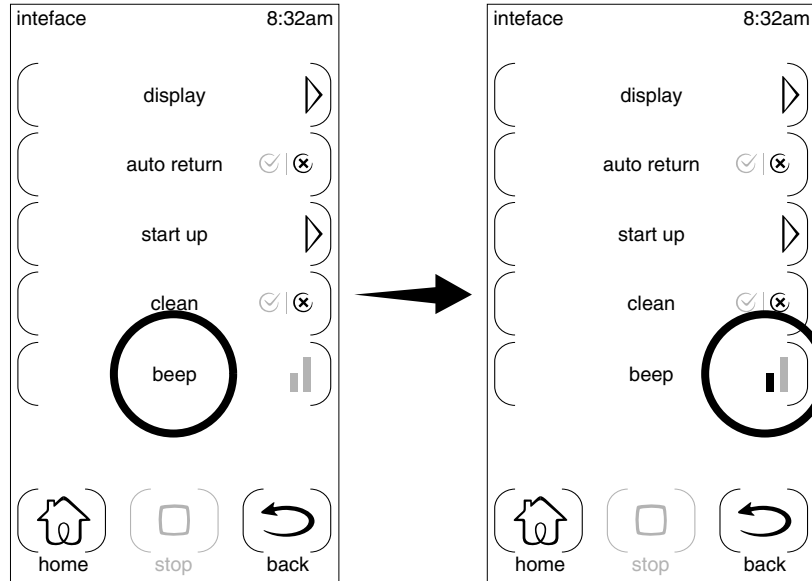 inteface 8:32am
display
auto return
start up
clean
beep
home stop back
inteface 8:32am
display
auto return
start up
clean
beep
home stop back